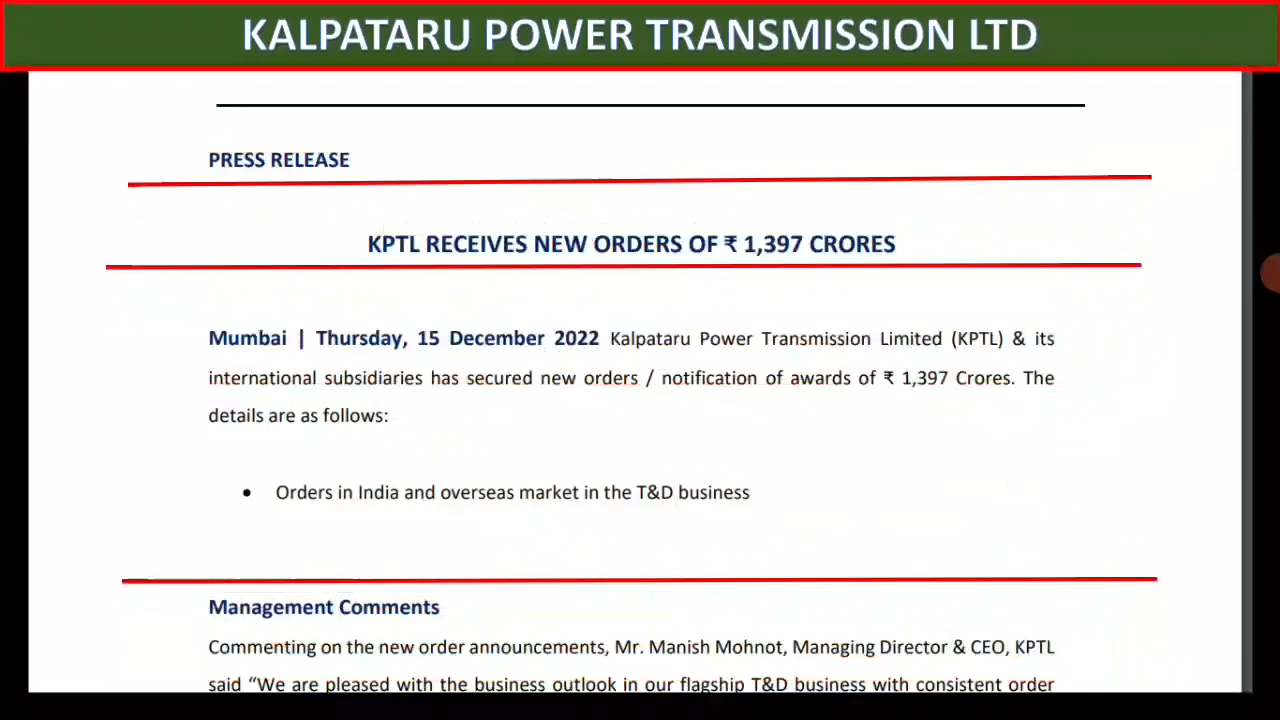 KALPATARU POWER TRANSMISSION LTD
PRESS RELEASE
KPTL RECEIVES NEW ORDERS OF ₹ 1,397 CRORES
Mumbai | Thursday, 15 December 2022 Kalpataru Power Transmission Limited (KPTL) & its
international subsidiaries has secured new orders / notification of awards of ₹ 1,397 Crores. The
details are as follows:
• Orders in India and overseas market in the T&D business
Management Comments
Commenting on the new order announcements, Mr. Manish Mohnot, Managing Director & CEO, KPTL
said “We are pleased with the business outlook in our flagship T&D business with consistent order